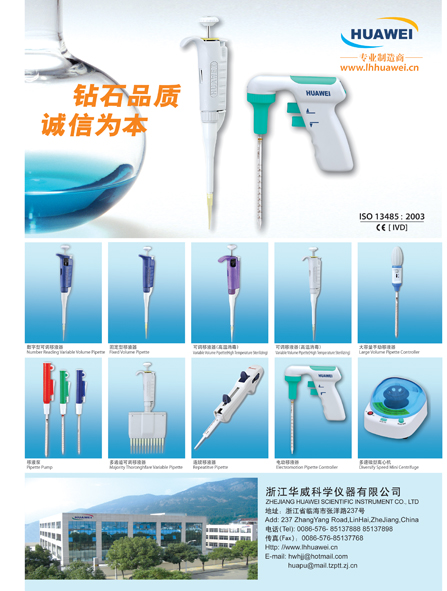 HUAWEI
专业制造商
www.lhhuawei.cn
钻石品质
诚信为本
HUAWEI
ISO 13485 : 2003
CE [ IVD]
数字型可调移液器
Number Reading Variable Volume Pipette
固定型移液器
Fixed Volume Pipette
可调移液器(高温消毒)
Variable Volume Pipette(High Temperature Sterilizing)
可调移液器(高温消毒)
Variable Volume Pipette(High Temperature Sterilizing)
大容量手动移液器
Large Volume Pipette Controller
移液泵
Pipette Pump
多道可调移液器
Majority Thoroughfare Variable Pipette
连续移液器
Repeatitive Pipette
电动移液器
Electromotion Pipette Controller
多速微型离心机
Diversify Speed Mini Centrifuge
浙江华威科学仪器有限公司
ZHEJIANG HUAWEI SCIENTIFIC INSTRUMENT CO., LTD
地址：浙江省临海市张洋路237号
Add: 237 ZhangYang Road,LinHai,ZheJiang,China
电话(Tel): 0086-576- 85137888 85137898
传真(Fax)：0086-576-85137768
Http: //www.lhhuawei.cn
E-mail: hwhjj@hotmail.com
huapu@mail.tzptt.zj.cn